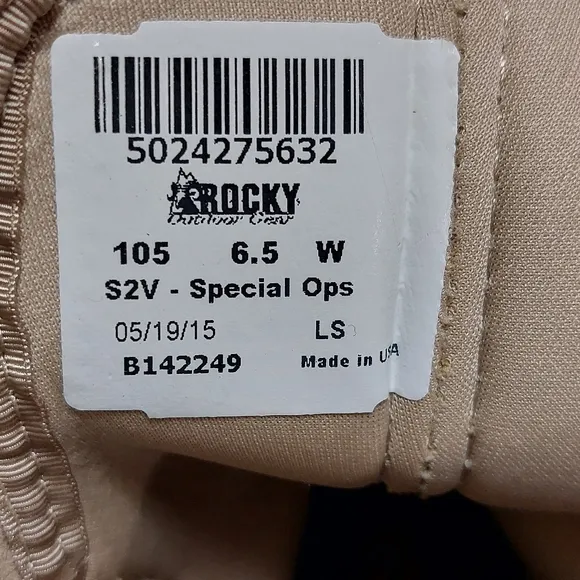 5024275632
ROCKY
Outdoor Gear
105 6.5 W
S2V - Special Ops
05/19/15 LS
B142249 Made in USA